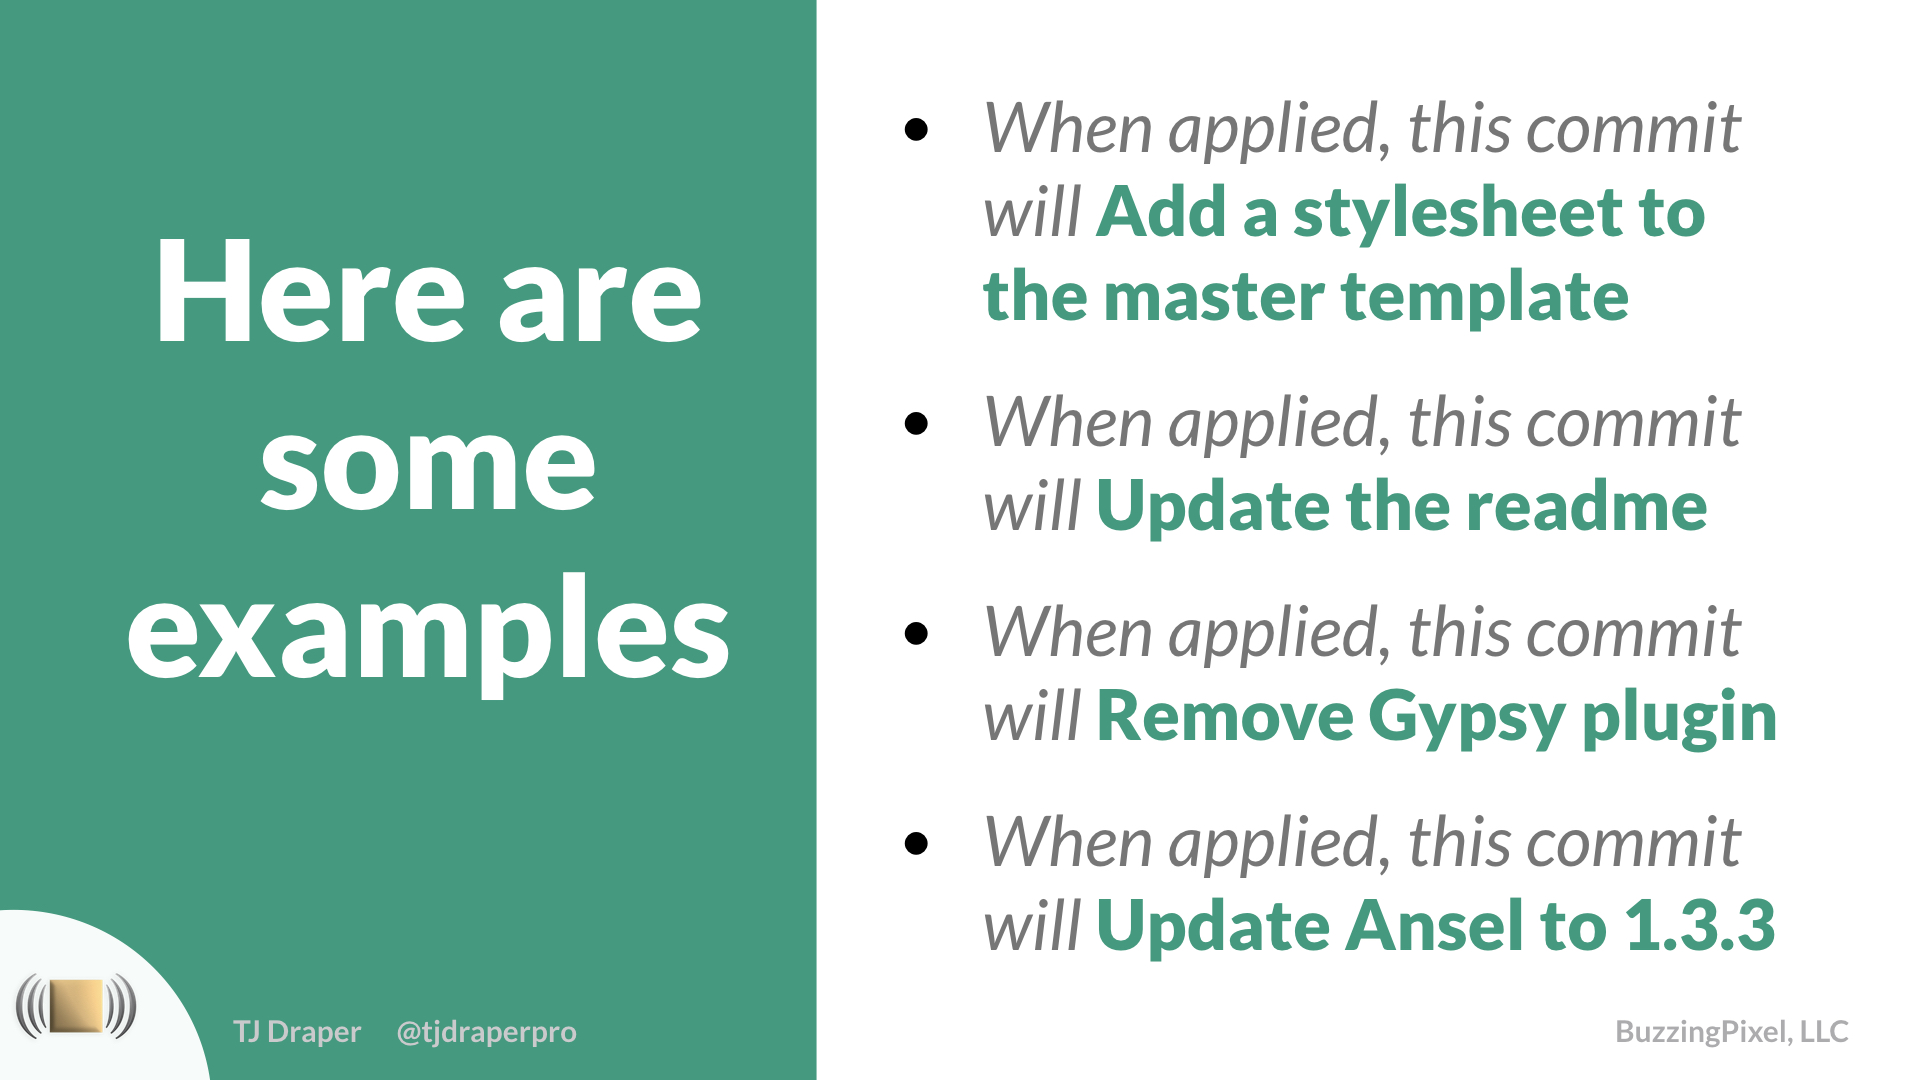 Here are
some
examples
• When applied, this commit
will Add a stylesheet to
the master template
• When applied, this commit
will Update the readme
• When applied, this commit
will Remove Gypsy plugin
• When applied, this commit
will Update Ansel to 1.3.3
TJ Draper @tjdraperpro
BuzzingPixel, LLC